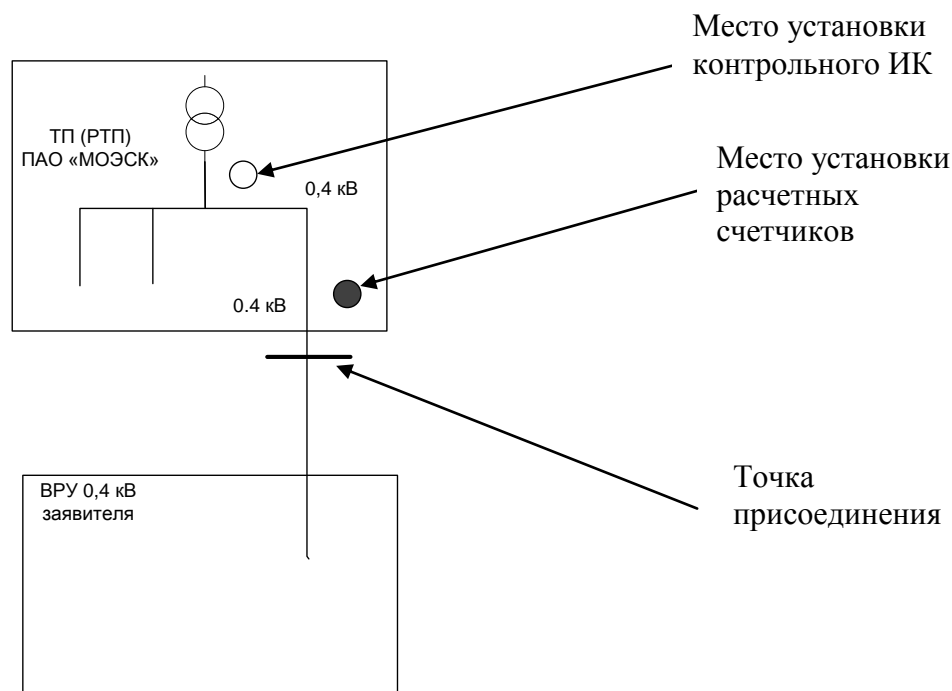 Место установки
контрольного ИК
ТП (РТП)
ПАО «МОЭСК»
0,4 кВ
Место установки
расчетных
счетчиков
0.4 кВ
Точка
присоединения
ВРУ 0,4 кВ
заявителя